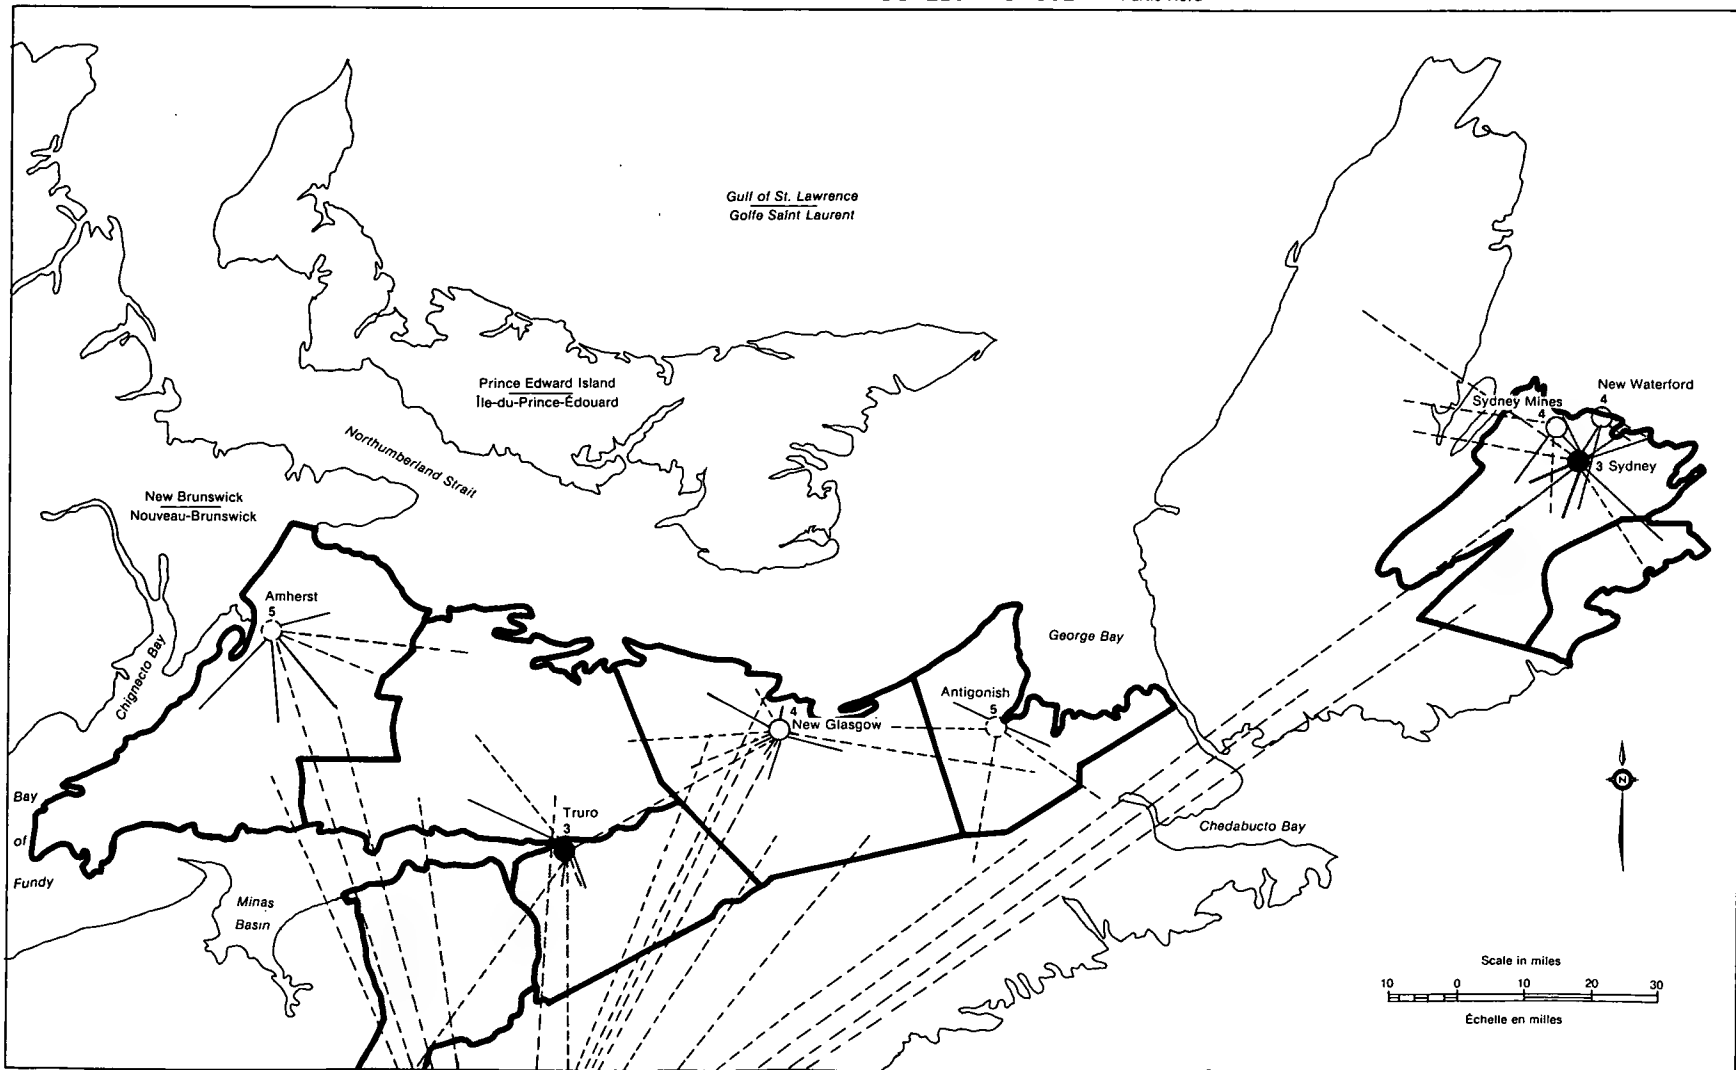 Gulf of St. Lawrence
Golfe Saint Laurent
Prince Edward Island
Île-du-Prince-Édouard
Northumberland Strait
New Brunswick
Nouveau-Brunswick
New Waterford
4
Sydney Mines
4
3 Sydney
Amherst
5
Chignecto Bay
George Bay
Antigonish
5
4
New Glasgow
Bay
of
Fundy
Truro
3
Chedabucto Bay
Minas
Basin
N
Scale in miles
10 0 10 20 30
Échelle en milles